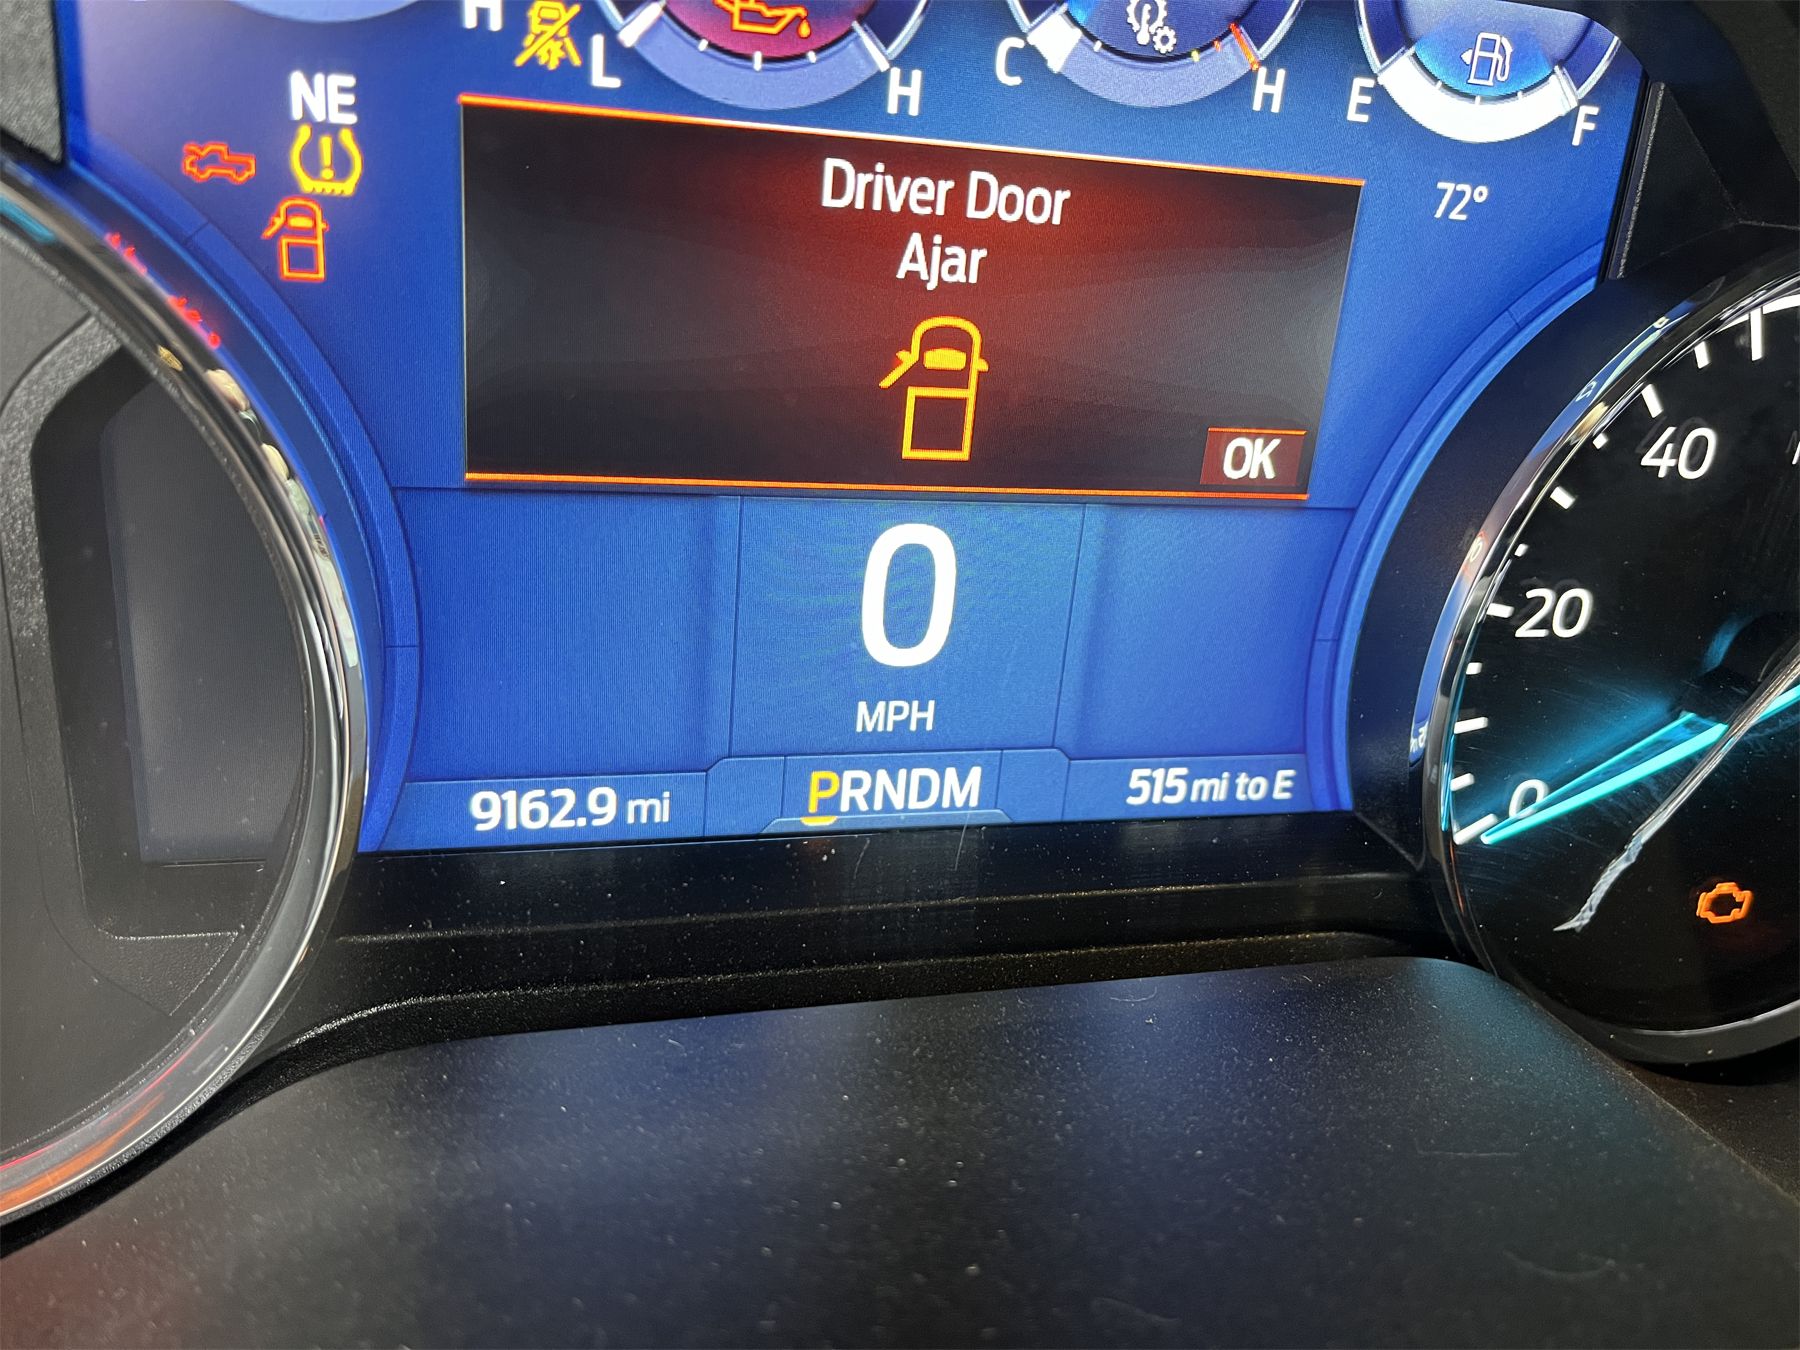 H L H C H E F
NE
72°
Driver Door
Ajar
OK
40
20
0
0
MPH
9162.9 mi
PRNDM
515 mi to E